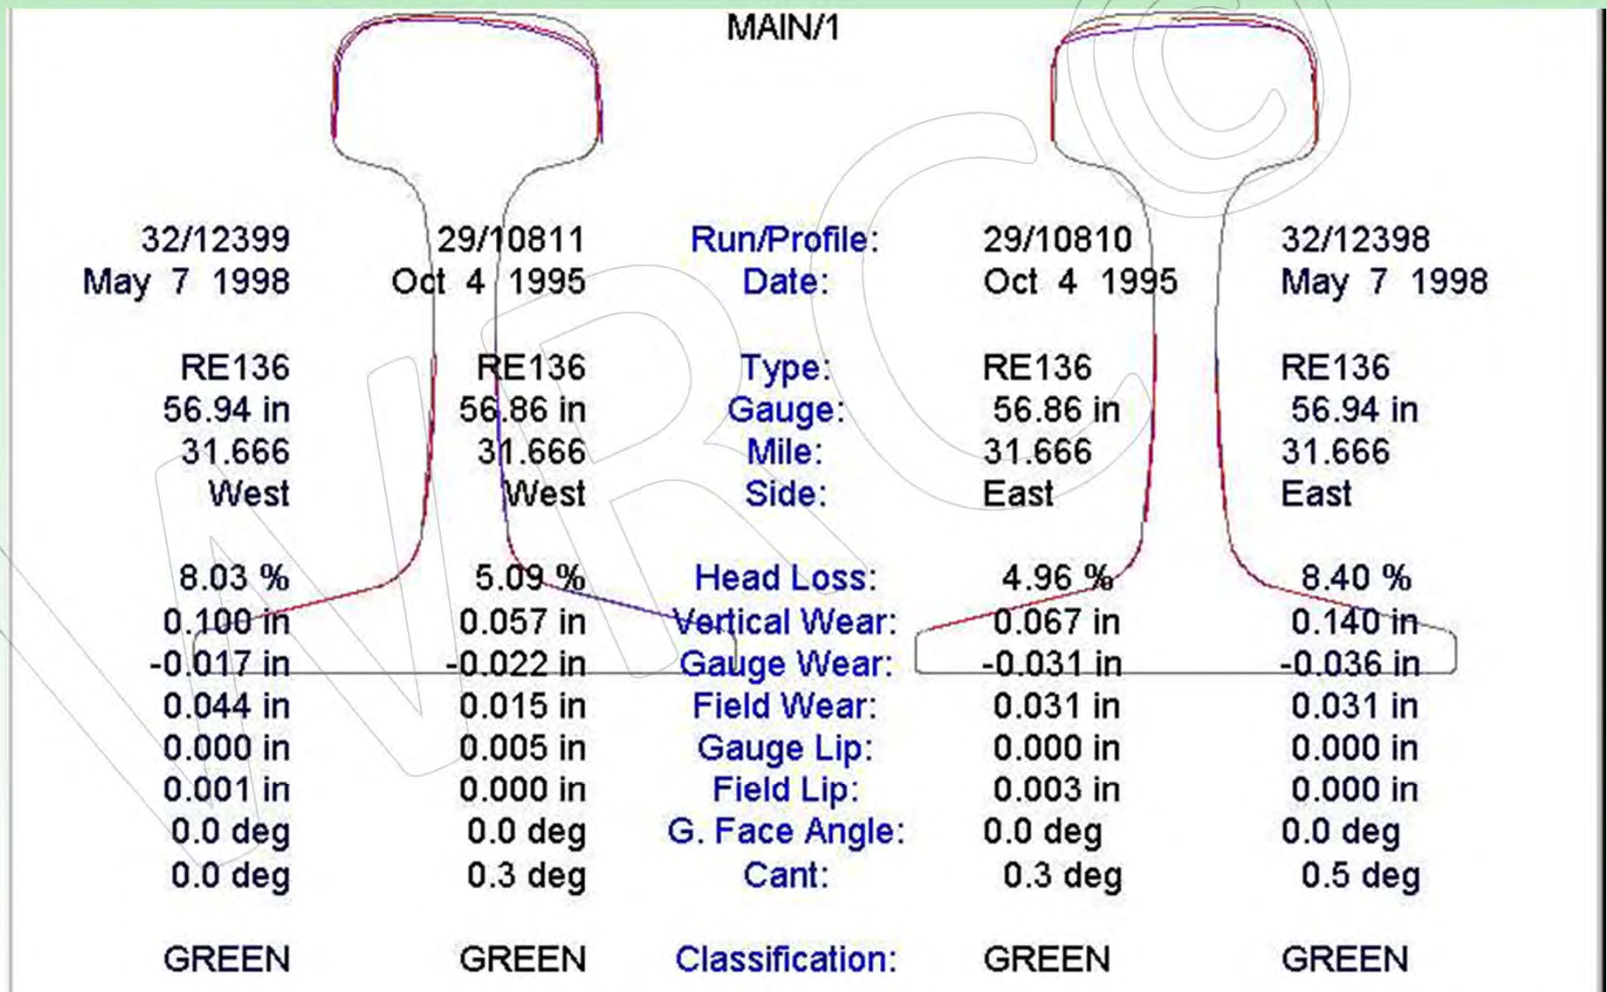 MAIN/1
32/12399 29/10811 Run/Profile: 29/10810 32/12398
May 7 1998 Oct 4 1995 Date: Oct 4 1995 May 7 1998
RE136 RE136 Type: RE136 RE136
56.94 in 56.86 in Gauge: 56.86 in 56.94 in
31.666 31.666 Mile: 31.666 31.666
West West Side: East East
8.03 % 5.09 % Head Loss: 4.96 % 8.40 %
0.100 in 0.057 in Vertical Wear: 0.067 in 0.140 in
-0.017 in -0.022 in Gauge Wear: -0.031 in -0.036 in
0.044 in 0.015 in Field Wear: 0.031 in 0.031 in
0.000 in 0.005 in Gauge Lip: 0.000 in 0.000 in
0.001 in 0.000 in Field Lip: 0.003 in 0.000 in
0.0 deg 0.0 deg G. Face Angle: 0.0 deg 0.0 deg
0.0 deg 0.3 deg Cant: 0.3 deg 0.5 deg
GREEN GREEN Classification: GREEN GREEN
WRC ©